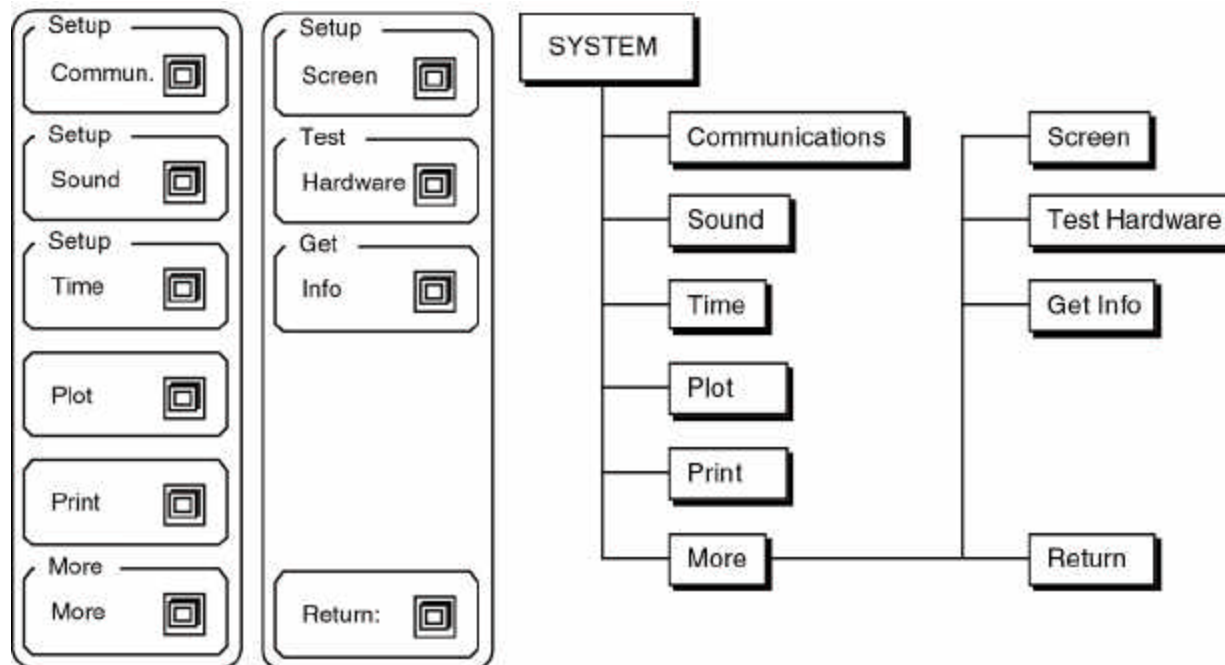 Setup
Commun.
Setup
Sound
Setup
Time
Plot
Print
More
More
Setup
Screen
Test
Hardware
Get
Info
Return:
SYSTEM
Communications
Sound
Time
Plot
Print
More
Screen
Test Hardware
Get Info
Return